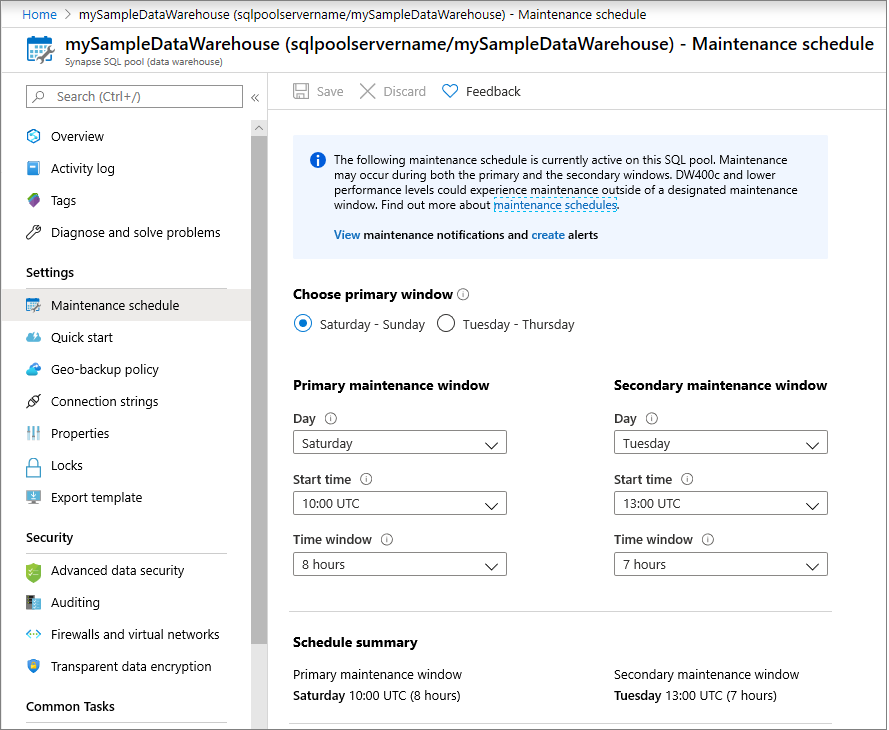 Home > mySampleDataWarehouse (sqlpoolservername/mySampleDataWarehouse) - Maintenance schedule
mySampleDataWarehouse (sqlpoolservername/mySampleDataWarehouse) - Maintenance schedule
Synapse SQL pool (data warehouse)
Search (Ctrl+/)
«
Overview
Activity log
Tags
Diagnose and solve problems
Settings
Maintenance schedule
Quick start
Geo-backup policy
Connection strings
Properties
Locks
Export template
Security
Advanced data security
Auditing
Firewalls and virtual networks
Transparent data encryption
Common Tasks
Save Discard Feedback
The following maintenance schedule is currently active on this SQL pool. Maintenance
may occur during both the primary and the secondary windows. DW400c and lower
performance levels could experience maintenance outside of a designated maintenance
window. Find out more about maintenance schedules.
View maintenance notifications and create alerts
Choose primary window
Saturday - Sunday Tuesday - Thursday
Primary maintenance window
Day
Saturday
Start time
10:00 UTC
Time window
8 hours
Secondary maintenance window
Day
Tuesday
Start time
13:00 UTC
Time window
7 hours
Schedule summary
Primary maintenance window
Saturday 10:00 UTC (8 hours)
Secondary maintenance window
Tuesday 13:00 UTC (7 hours)